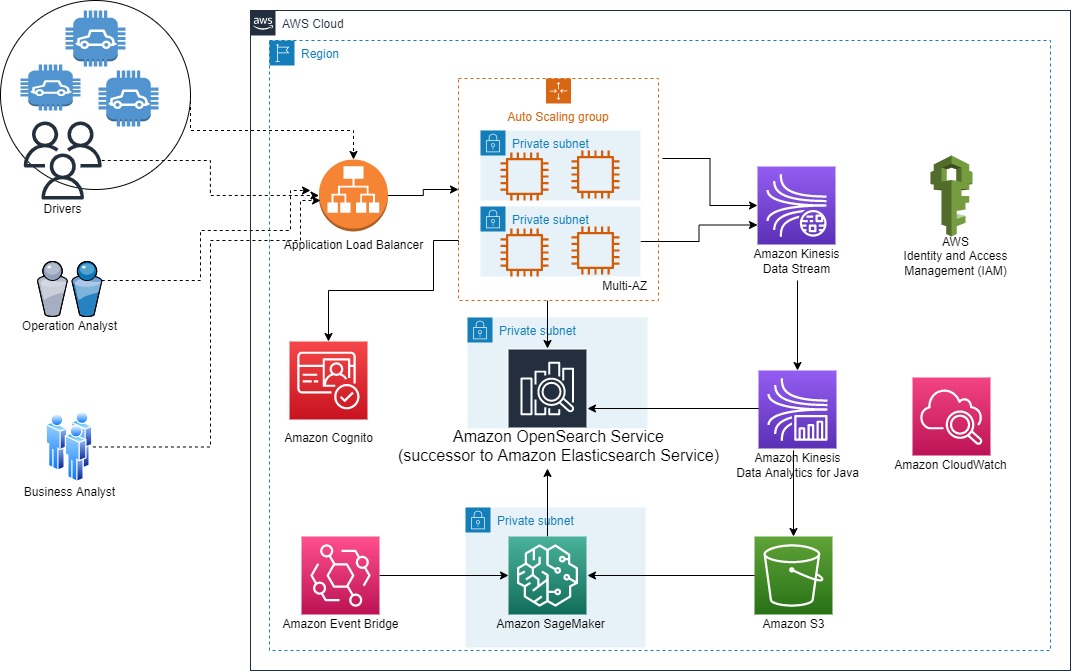 aws
AWS Cloud
Region
Auto Scaling group
Private subnet
Private subnet
Multi-AZ
Drivers
Application Load Balancer
Amazon Kinesis
Data Stream
AWS
Identity and Access
Management (IAM)
Operation Analyst
Private subnet
Amazon Cognito
Amazon OpenSearch Service
(successor to Amazon Elasticsearch Service)
Amazon Kinesis
Data Analytics for Java
Amazon CloudWatch
Business Analyst
Private subnet
Amazon Event Bridge
Amazon SageMaker
Amazon S3